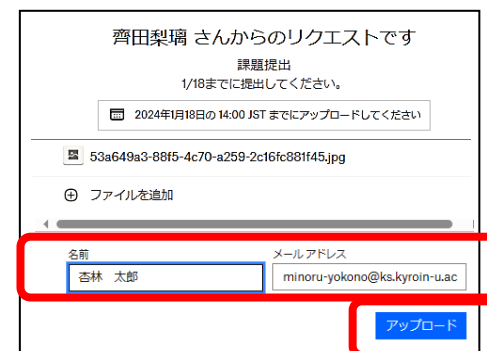 齊田梨璃 さんからのリクエストです
課題提出
1/18までに提出してください。
2024年1月18日の 14:00 JST までにアップロードしてください
53a649a3-88f5-4c70-a259-2c16fc881f45.jpg
ファイルを追加
名前 メール アドレス
杏林 太郎 minoru-yokono@ks.kyroin-u.ac
アップロード